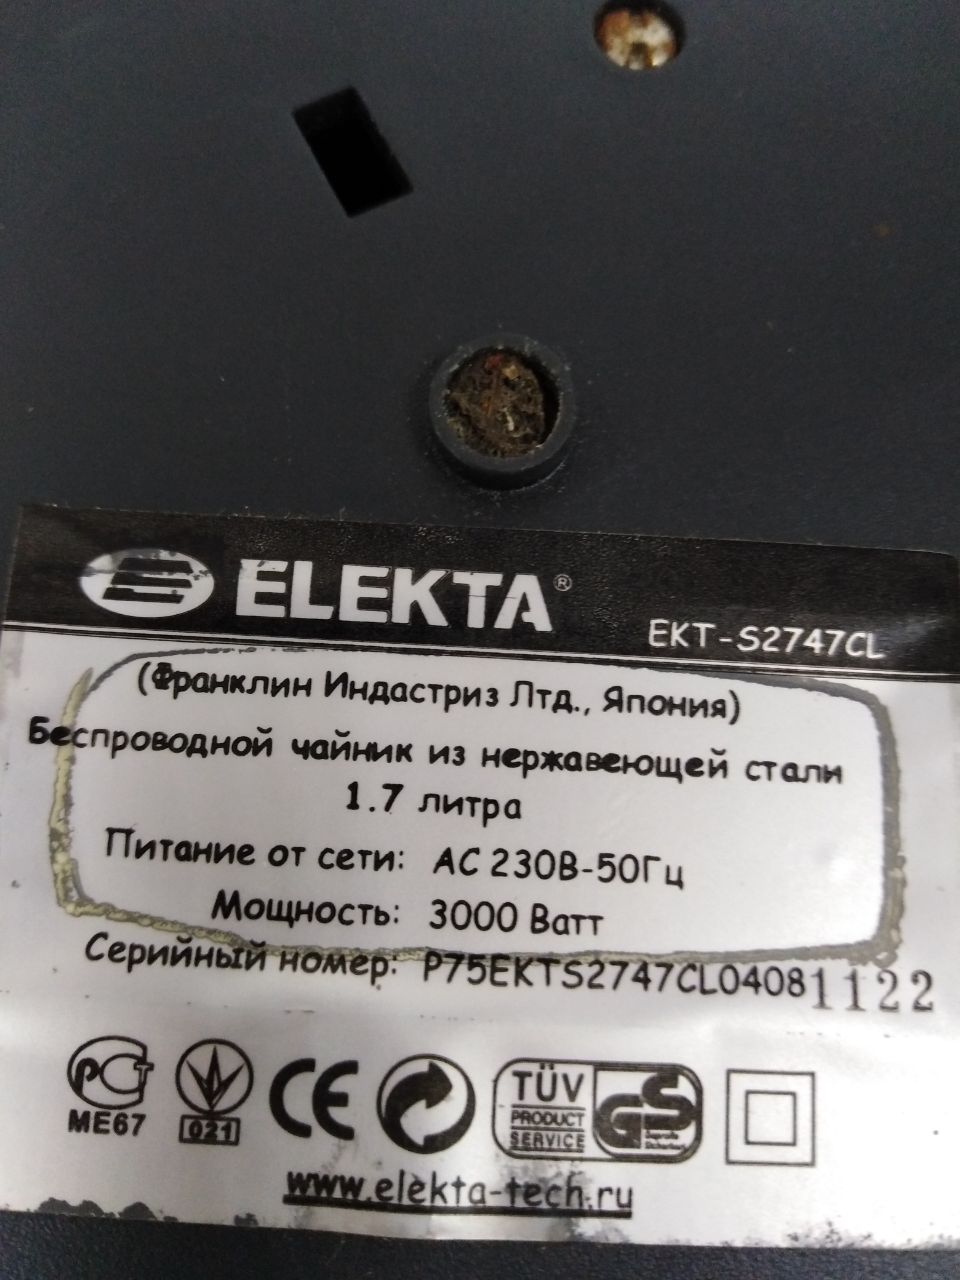 ELEKTA®
EKT-S2747CL
(Франклин Индастриз Лтд., Япония)
Беспроводной чайник из нержавеющей стали
1.7 литра
Питание от сети: AC 230В-50Гц
Мощность: 3000 Ватт
Серийный номер: P75EKTS2747CL04081122
РСТ
ME67
021
CE
TÜV
PRODUCT
SERVICE
GS
www.elekta-tech.ru